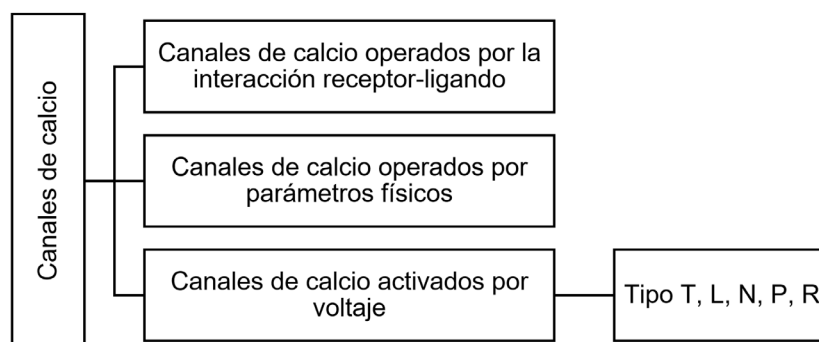 Canales de calcio
Canales de calcio operados por la
interacción receptor-ligando
Canales de calcio operados por
parámetros físicos
Canales de calcio activados por
voltaje
Tipo T, L, N, P, R